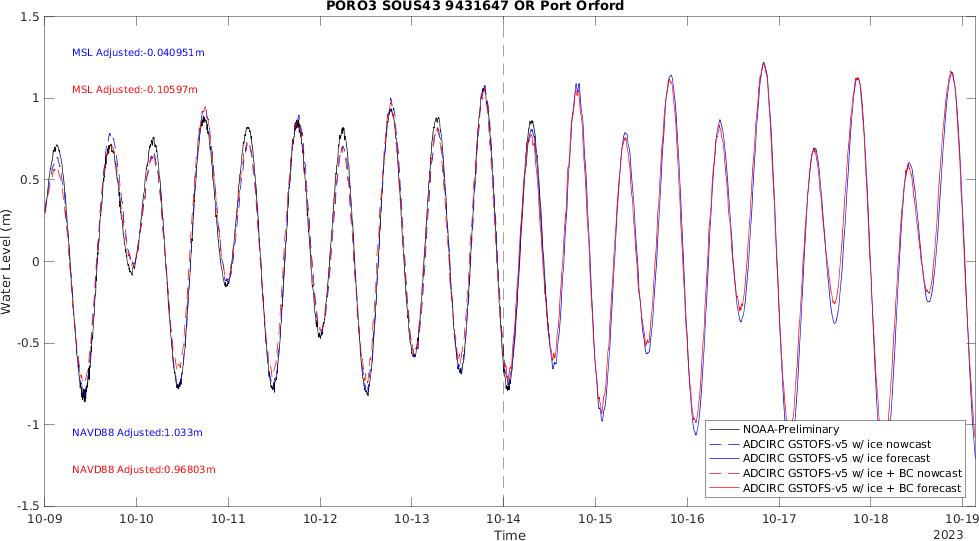 PORO3 SOUS43 9431647 OR Port Orford
1.5
MSL Adjusted:-0.040951m
MSL Adjusted:-0.10597m
1
0.5
Water Level (m)
0
-0.5
-1
NAVD88 Adjusted:1.033m
NAVD88 Adjusted:0.96803m
-1.5
NOAA-Preliminary
ADCIRC GSTOFS-v5 w/ ice nowcast
ADCIRC GSTOFS-v5 w/ ice forecast
ADCIRC GSTOFS-v5 w/ ice + BC nowcast
ADCIRC GSTOFS-v5 w/ ice + BC forecast
10-09 10-10 10-11 10-12 10-13 10-14 10-15 10-16 10-17 10-18 10-19
Time
2023